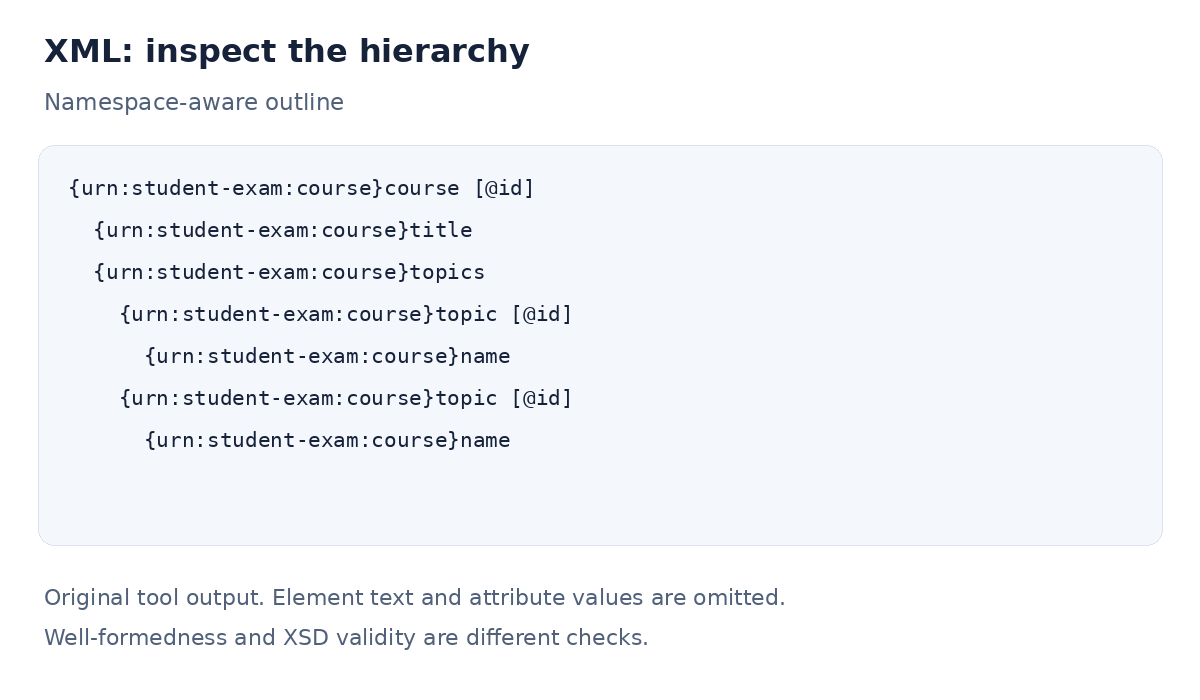 XML: inspect the hierarchy
Namespace-aware outline
{urn:student-exam:course}course [@id]
{urn:student-exam:course}title
{urn:student-exam:course}topics
{urn:student-exam:course}topic [@id]
{urn:student-exam:course}name
{urn:student-exam:course}topic [@id]
{urn:student-exam:course}name
Original tool output. Element text and attribute values are omitted.
Well-formedness and XSD validity are different checks.